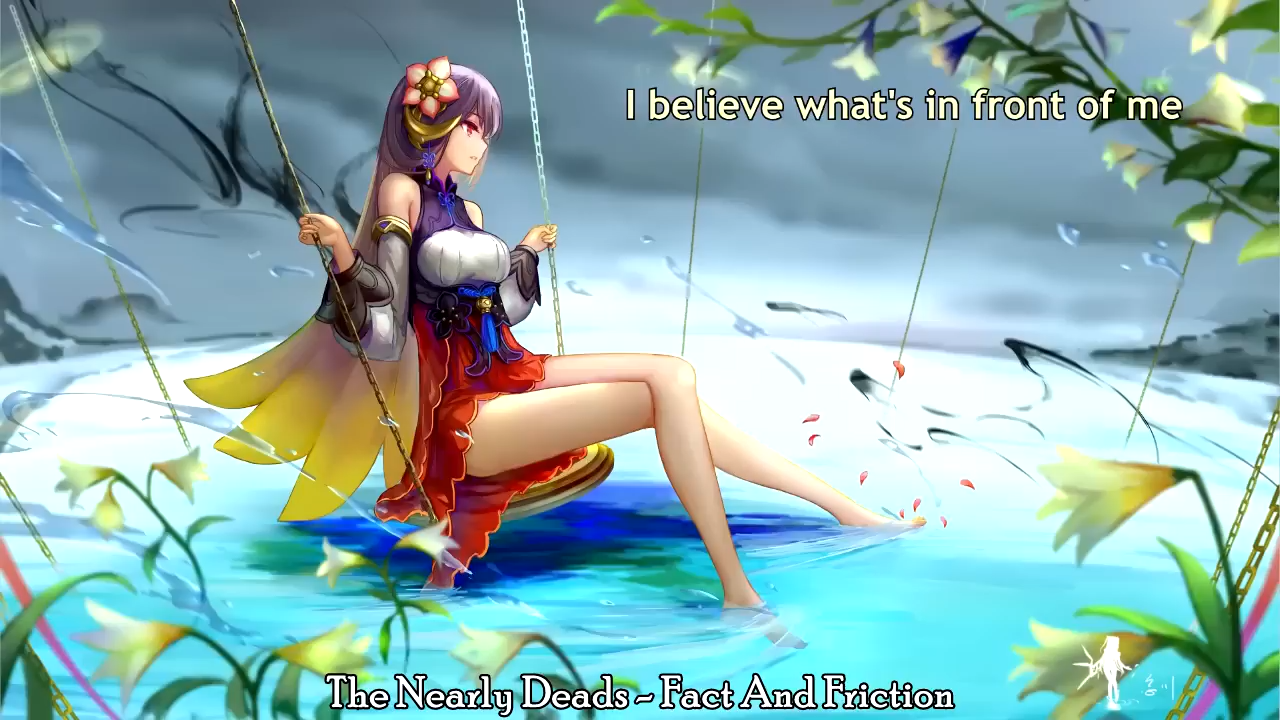 I believe what's in front of me
The Nearly Deads ~ Fact And Friction